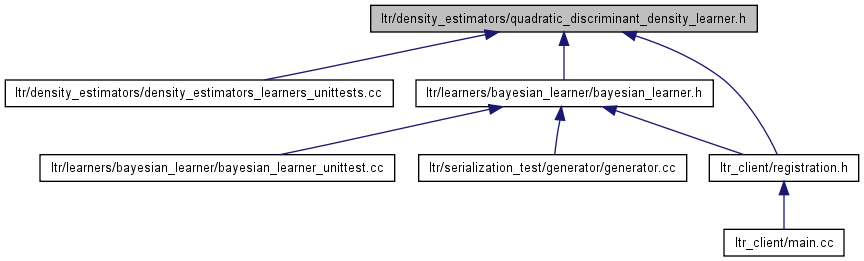 ltr/density_estimators/quadratic_discriminant_density_learner.h
ltr/density_estimators/density_estimators_learners_unittests.cc
ltr/learners/bayesian_learner/bayesian_learner.h
ltr/learners/bayesian_learner/bayesian_learner_unittest.cc
ltr/serialization_test/generator/generator.cc
ltr_client/registration.h
ltr_client/main.cc